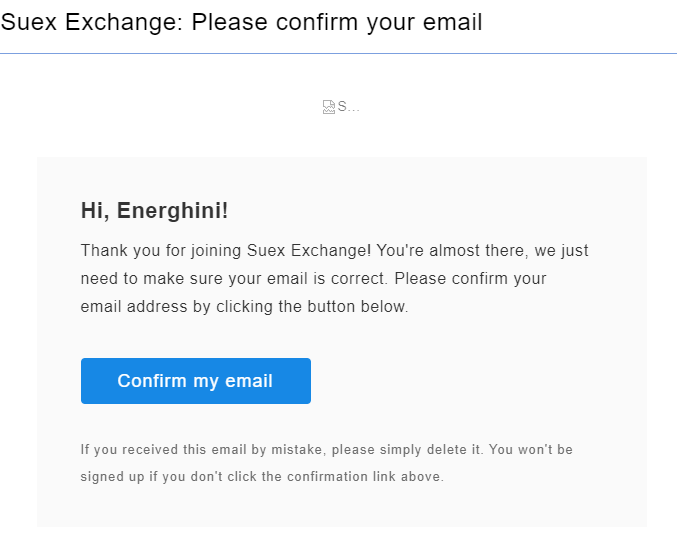 Suex Exchange: Please confirm your email
S...
Hi, Energhini!
Thank you for joining Suex Exchange! You're almost there, we just
need to make sure your email is correct. Please confirm your
email address by clicking the button below.
Confirm my email
If you received this email by mistake, please simply delete it. You won't be
signed up if you don't click the confirmation link above.